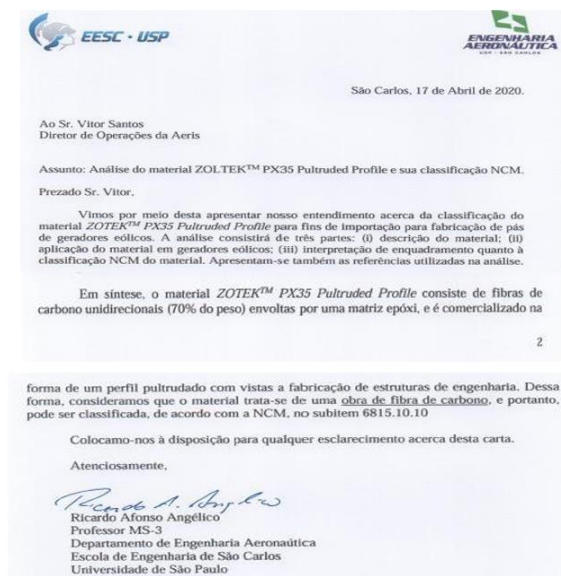 EESC · USP
ENGENHARIA
AERONÁUTICA
USP - SÃO CARLOS
São Carlos, 17 de Abril de 2020.
Ao Sr. Vitor Santos
Diretor de Operações da Aeris
Assunto: Análise do material ZOLTEK™ PX35 Pultruded Profile e sua classificação NCM.
Prezado Sr. Vitor,
Vimos por meio desta apresentar nosso entendimento acerca da classificação do
material ZOTEK™ PX35 Pultruded Profile para fins de importação para fabricação de pás
de geradores eólicos. A análise consistirá de três partes: (i) descrição do material; (ii)
aplicação do material em geradores eólicos; (iii) interpretação de enquadramento quanto à
classificação NCM do material. Apresentam-se também as referências utilizadas na análise.
Em síntese, o material ZOTEK™ PX35 Pultruded Profile consiste de fibras de
carbono unidirecionais (70% do peso) envoltas por uma matriz epóxi, e é comercializado na
2
forma de um perfil pultrudado com vistas a fabricação de estruturas de engenharia. Dessa
forma, consideramos que o material trata-se de uma obra de fibra de carbono, e portanto,
pode ser classificada, de acordo com a NCM, no subitem 6815.10.10
Colocamo-nos à disposição para qualquer esclarecimento acerca desta carta.
Atenciosamente,
Ricardo A. Angélico
Ricardo Afonso Angélico
Professor MS-3
Departamento de Engenharia Aeronaútica
Escola de Engenharia de São Carlos
Universidade de São Paulo